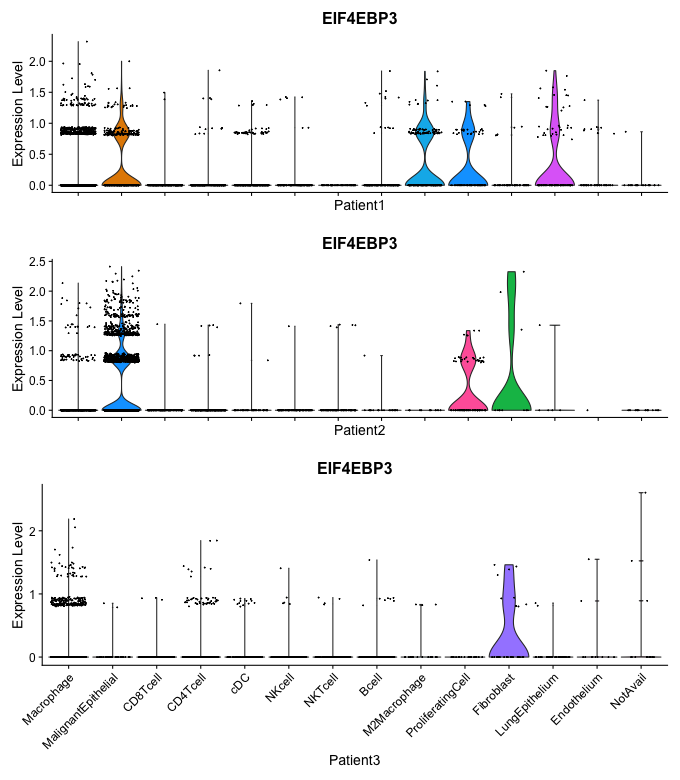 EIF4EBP3
Expression Level
2.0
1.5
1.0
0.5
0.0
Patient1
EIF4EBP3
Expression Level
2.5
2.0
1.5
1.0
0.5
0.0
Patient2
EIF4EBP3
Expression Level
2
1
0
Macrophage
MalignantEpithelial
CD8Tcell
CD4Tcell
cDC
NKcell
NKTcell
Bcell
M2Macrophage
ProliferatingCell
Fibroblast
LungEpithelium
Endothelium
NotAvail
Patient3